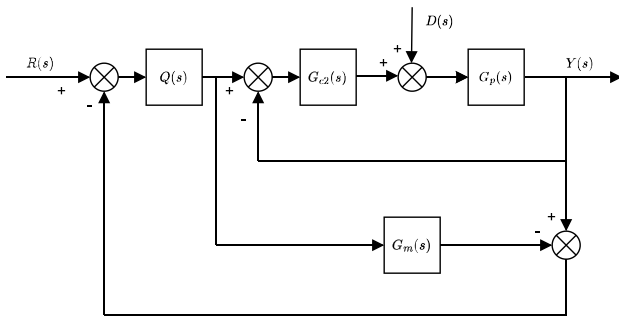 D(s)
R(s)
Q(s)
G_{c2}(s)
G_p(s)
Y(s)
+
-
+
-
+
+
G_m(s)
+
-